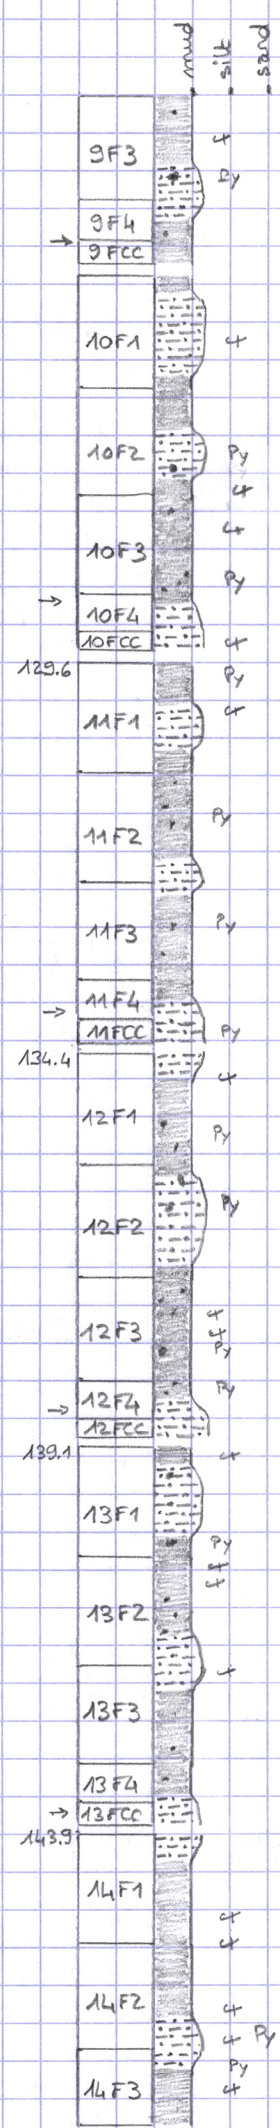 mud silt sand
9F3
Py
9F4
→ 9FCC
10F1
10F2 Py
10F3
Py
→ 10F4
10FCC
129.6 Py
11F1
11F2 Py
11F3 Py
→ 11F4
11FCC Py
134.4
12F1 Py
12F2 Py
12F3
Py
→ 12F4 Py
12FCC
139.1
13F1
Py
13F2
13F3
13F4
→ 13FCC
143.9
14F1
14F2
Py
Py
14F3